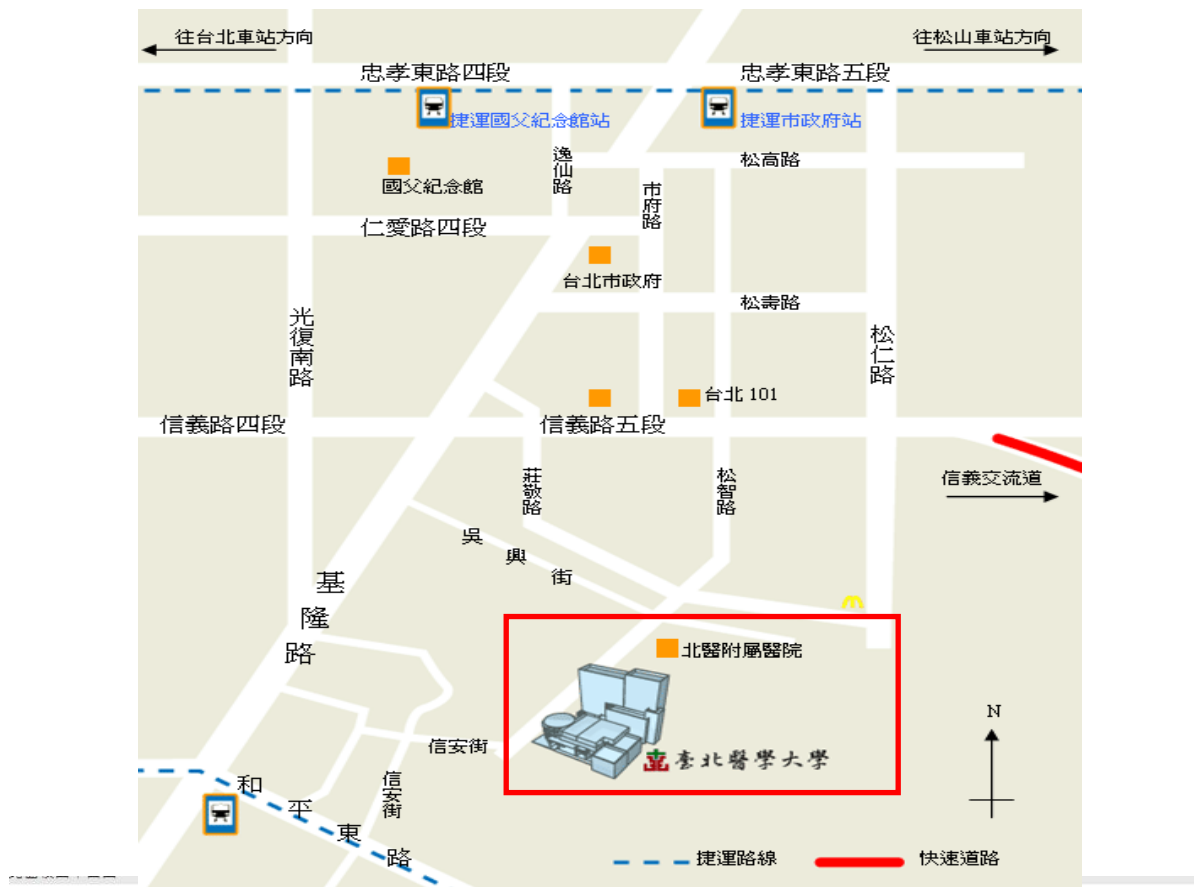 往台北車站方向
往松山車站方向
忠孝東路四段
忠孝東路五段
捷運國父紀念館站
捷運市政府站
逸仙路
松高路
國父紀念館
市府路
仁愛路四段
台北市政府
松壽路
光復南路
松仁路
台北 101
信義路四段
信義路五段
莊敬路
松智路
信義交流道
吳興街
基隆路
北醫附屬醫院
N
信安街
臺北醫學大學
信安街
和平東路
捷運路線
快速道路